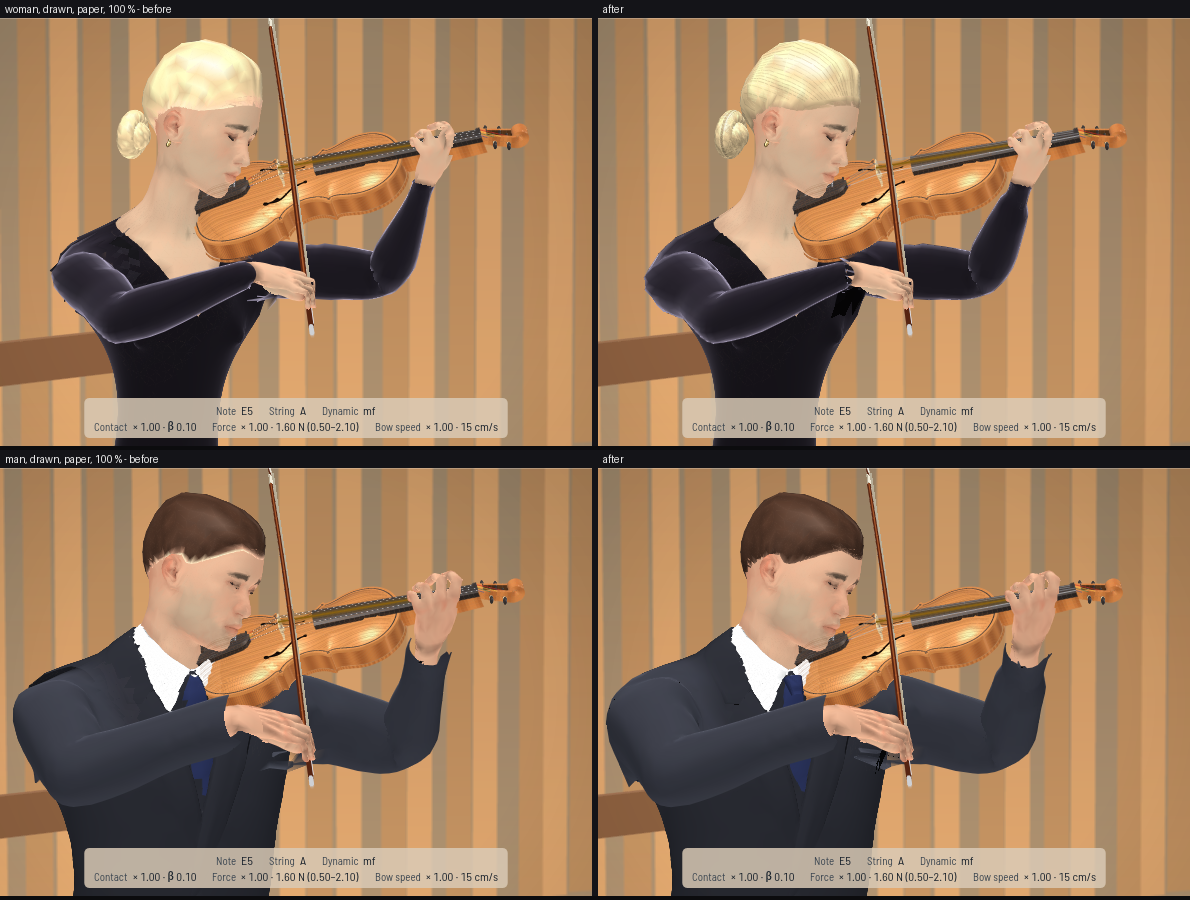 woman, drawn, paper, 100 % - before
after
Note E5 String A Dynamic mf
Contact × 1.00 · β 0.10 Force × 1.00 · 1.60 N (0.50–2.10) Bow speed × 1.00 · 15 cm/s
Note E5 String A Dynamic mf
Contact × 1.00 · β 0.10 Force × 1.00 · 1.60 N (0.50–2.10) Bow speed × 1.00 · 15 cm/s
man, drawn, paper, 100 % - before
after
Note E5 String A Dynamic mf
Contact × 1.00 · β 0.10 Force × 1.00 · 1.60 N (0.50–2.10) Bow speed × 1.00 · 15 cm/s
Note E5 String A Dynamic mf
Contact × 1.00 · β 0.10 Force × 1.00 · 1.60 N (0.50–2.10) Bow speed × 1.00 · 15 cm/s